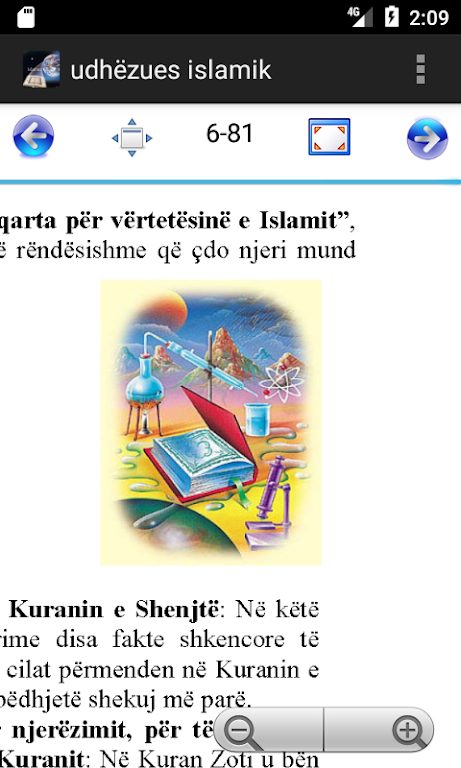 4G 2:09
udhëzues islamik
6-81
qarta për vërtetësinë e Islamit”,
ë rëndësishme që çdo njeri mund
Kuranin e Shenjtë: Në këtë
rime disa fakte shkencore të
cilat përmenden në Kuranin e
bëdhjetë shekuj më parë.
r njerëzimit, për të
Kuranit: Në Kuran Zoti u bën